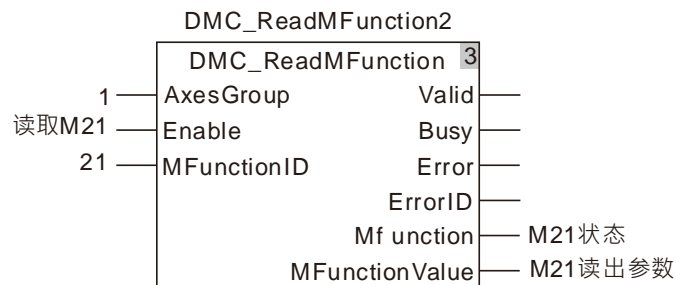 DMC_ReadMFunction2
DMC_ReadMFunction 3
1 AxesGroup Valid
读取M21 Enable Busy
21 MFunctionID Error
ErrorID
Mf unction M21状态
MFunctionValue M21读出参数